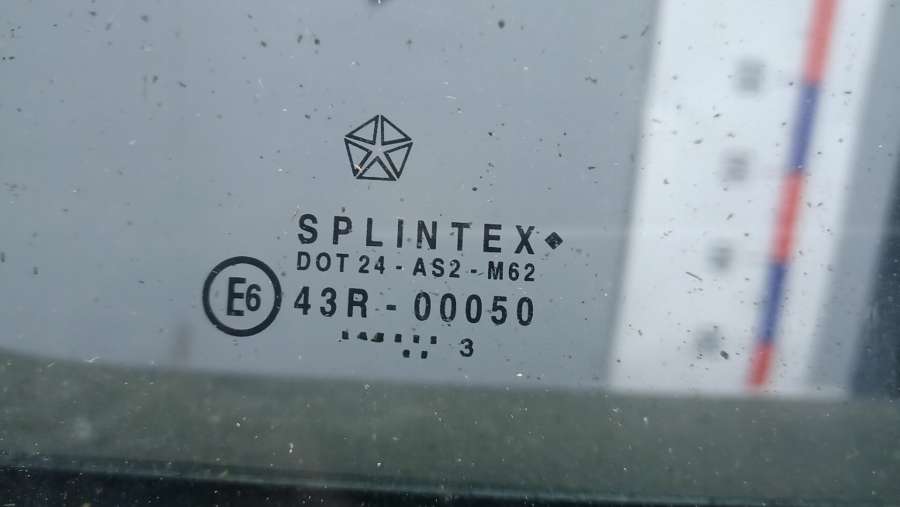 SPLINTEX
DOT 24 - AS2 - M62
E6 43R - 00050
3